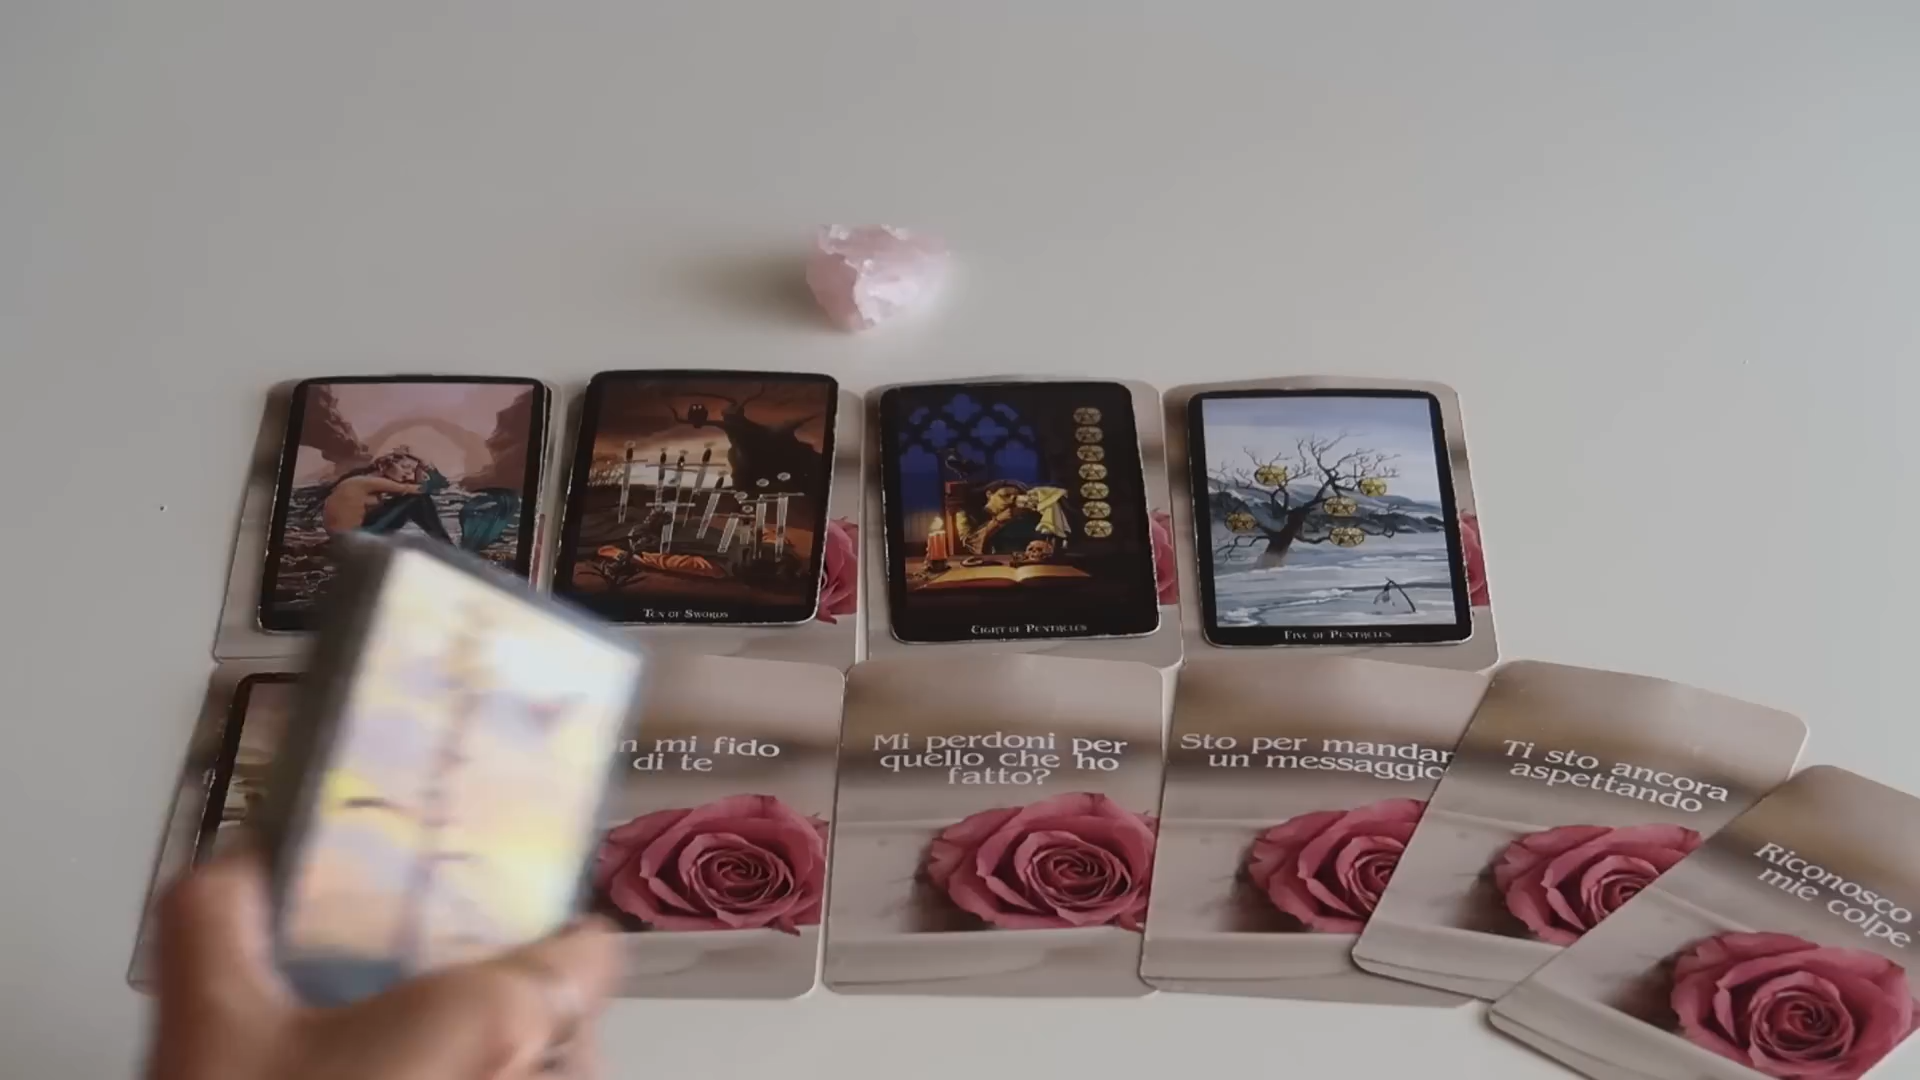 Ten of Swords
Eight of Pentacles
Five of Pentacles
mi fido
di te
Mi perdoni per
quello che ho
fatto?
Sto per mandar
un messaggio
Ti sto ancora
aspettando
Riconosco
mie colpe